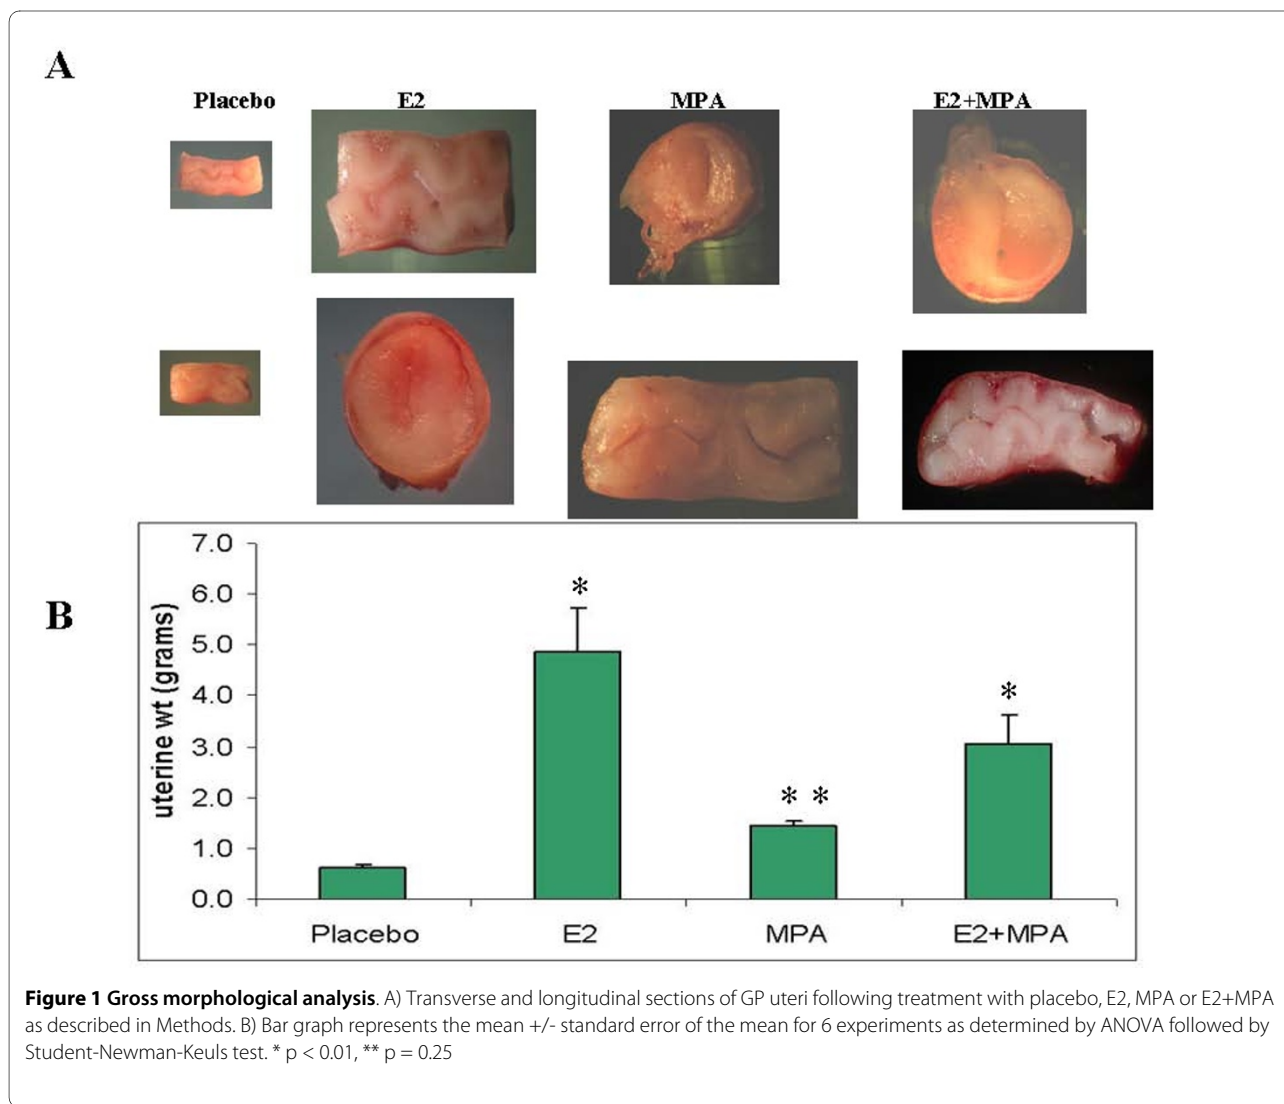 A
Placebo E2 MPA E2+MPA
B
uterine wt (grams)
7.0
6.0
5.0
4.0
3.0
2.0
1.0
0.0
*
* *
*
Placebo E2 MPA E2+MPA
Figure 1 Gross morphological analysis. A) Transverse and longitudinal sections of GP uteri following treatment with placebo, E2, MPA or E2+MPA
as described in Methods. B) Bar graph represents the mean +/- standard error of the mean for 6 experiments as determined by ANOVA followed by
Student-Newman-Keuls test. * p < 0.01, ** p = 0.25